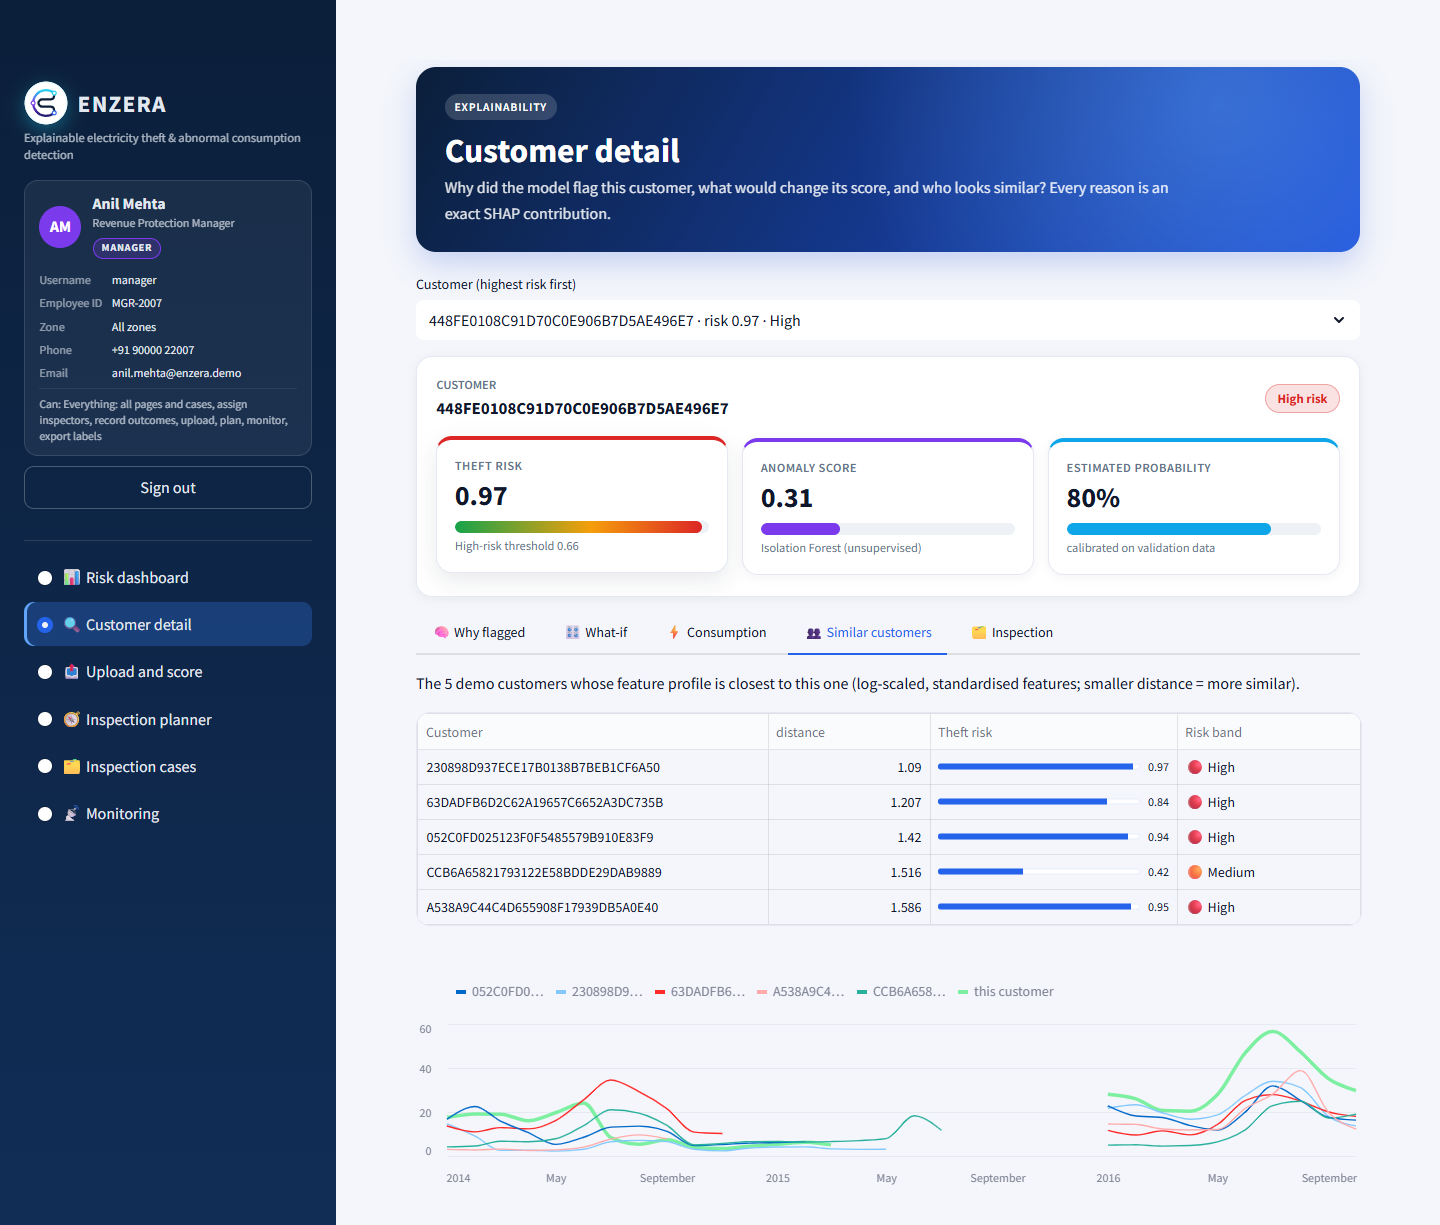 ENZERA
Explainable electricity theft & abnormal consumption
detection
AM
Anil Mehta
Revenue Protection Manager
MANAGER
Username manager
Employee ID MGR-2007
Zone All zones
Phone +91 90000 22007
Email anil.mehta@enzera.demo
Can: Everything: all pages and cases, assign
inspectors, record outcomes, upload, plan, monitor,
export labels
Sign out
Risk dashboard
Customer detail
Upload and score
Inspection planner
Inspection cases
Monitoring
EXPLAINABILITY
Customer detail
Why did the model flag this customer, what would change its score, and who looks similar? Every reason is an
exact SHAP contribution.
Customer (highest risk first)
448FE0108C91D70C0E906B7D5AE496E7 · risk 0.97 · High
CUSTOMER
448FE0108C91D70C0E906B7D5AE496E7
High risk
THEFT RISK
0.97
High-risk threshold 0.66
ANOMALY SCORE
0.31
Isolation Forest (unsupervised)
ESTIMATED PROBABILITY
80%
calibrated on validation data
Why flagged What-if Consumption Similar customers Inspection
The 5 demo customers whose feature profile is closest to this one (log-scaled, standardised features; smaller distance = more similar).
Customer distance Theft risk Risk band
230898D937ECE17B0138B7BEB1CF6A50 1.09 0.97 High
63DADFB6D2C62A19657C6652A3DC735B 1.207 0.84 High
052C0FD025123F0F5485579B910E83F9 1.42 0.94 High
CCB6A65821793122E58BDDE29DAB9889 1.516 0.42 Medium
A538A9C44C4D655908F17939DB5A0E40 1.586 0.95 High
052C0FD0… 230898D9… 63DADFB6… A538A9C4… CCB6A658… this customer
60
40
20
0
2014 May September 2015 May September 2016 May September